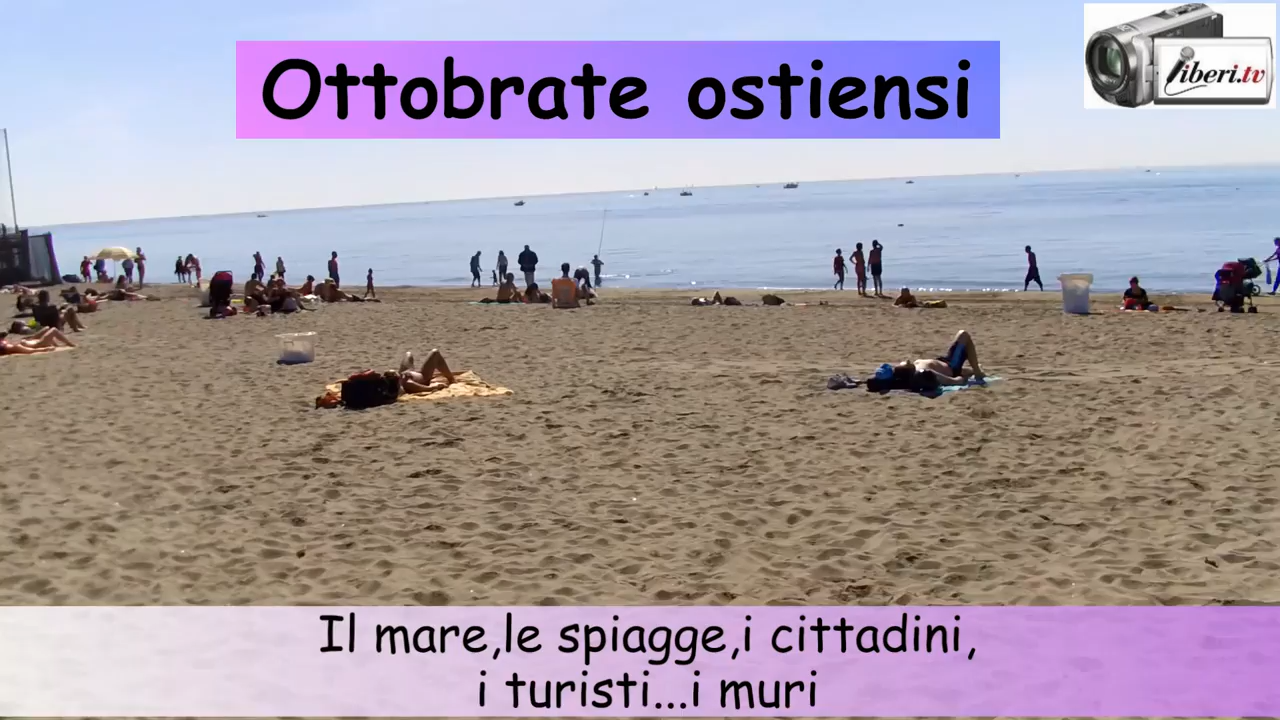 Ottobrate ostiensi
liberi.tv
Il mare,le spiagge,i cittadini,
i turisti...i muri